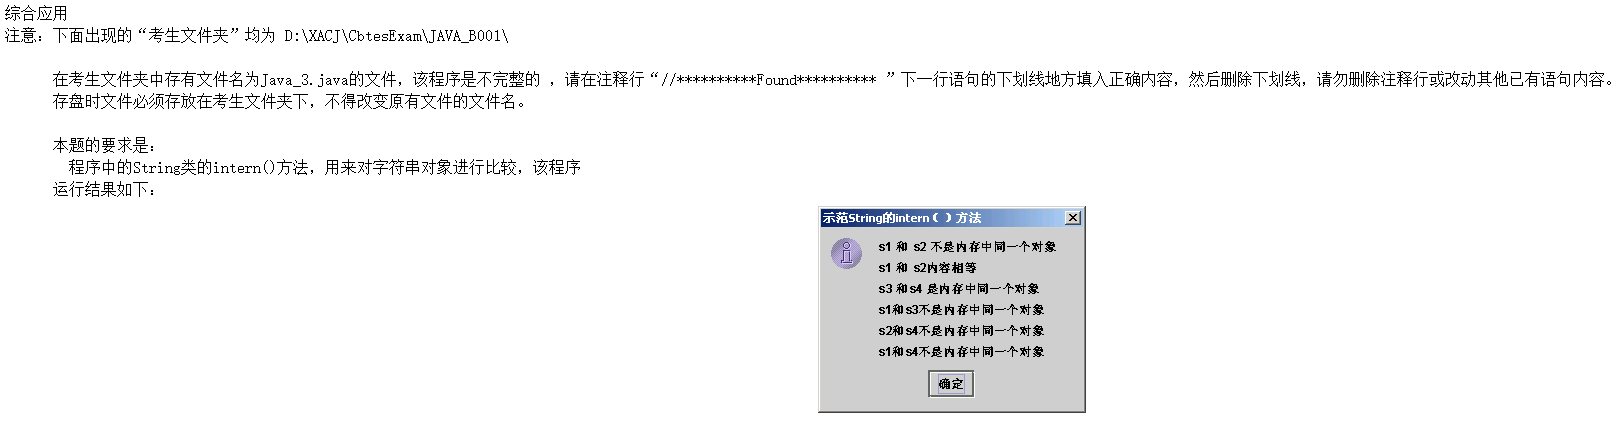 综合应用
注意：下面出现的“考生文件夹”均为 D:\XACJ\CbtesExam\JAVA_B001\
在考生文件夹中存有文件名为Java_3.java的文件，该程序是不完整的 ，请在注释行“//**********Found********** ”下一行语句的下划线地方填入正确内容，然后删除下划线，请勿删除注释行或改动其他已有语句内容。
存盘时文件必须存放在考生文件夹下，不得改变原有文件的文件名。
本题的要求是：
程序中的String类的intern()方法，用来对字符串对象进行比较，该程序
运行结果如下：
示范String的intern（）方法
s1 和 s2 不是内存中同一个对象
s1 和 s2内容相等
s3 和s4 是内存中同一个对象
s1和s3不是内存中同一个对象
s2和s4不是内存中同一个对象
s1和s4不是内存中同一个对象
确定